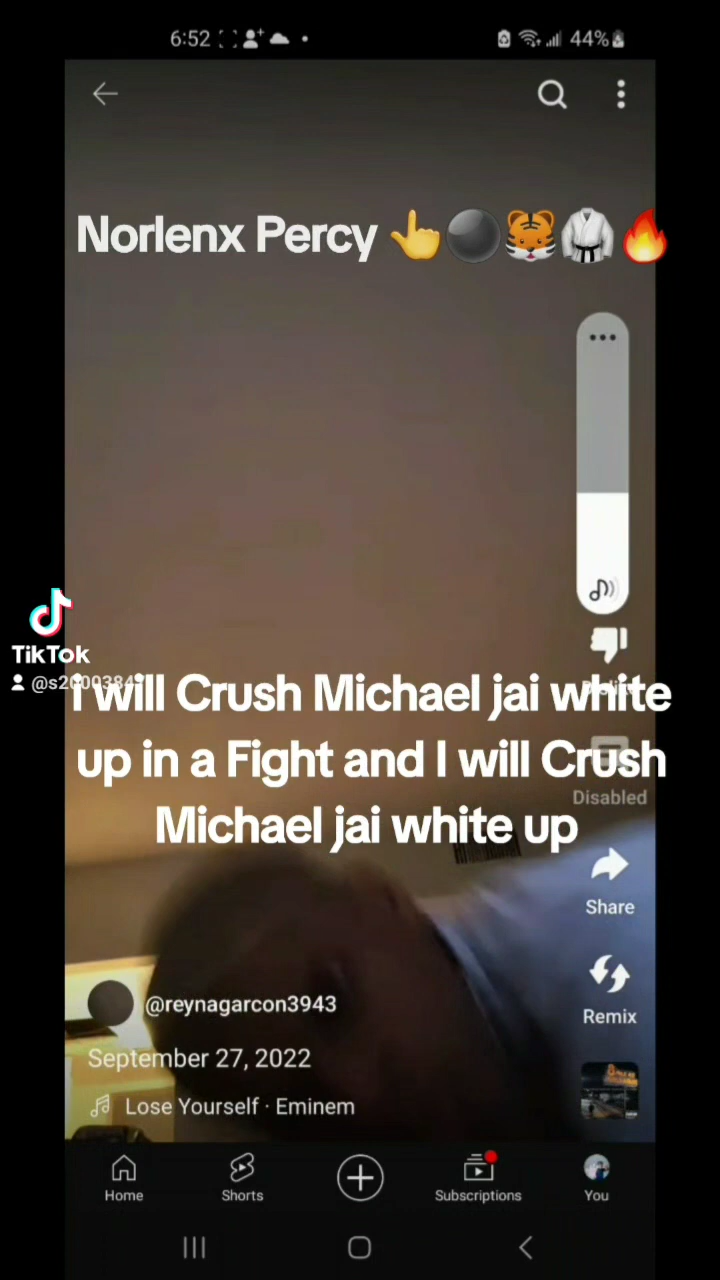 6:52
44%
Norlenx Percy 👆⚫🐯🥋🔥
TikTok
i will Crush Michael jai white
up in a Fight and I will Crush
Michael jai white up
Disabled
Share
@reynagarcon3943
Remix
September 27, 2022
Lose Yourself · Eminem
Home
Shorts
Subscriptions
You